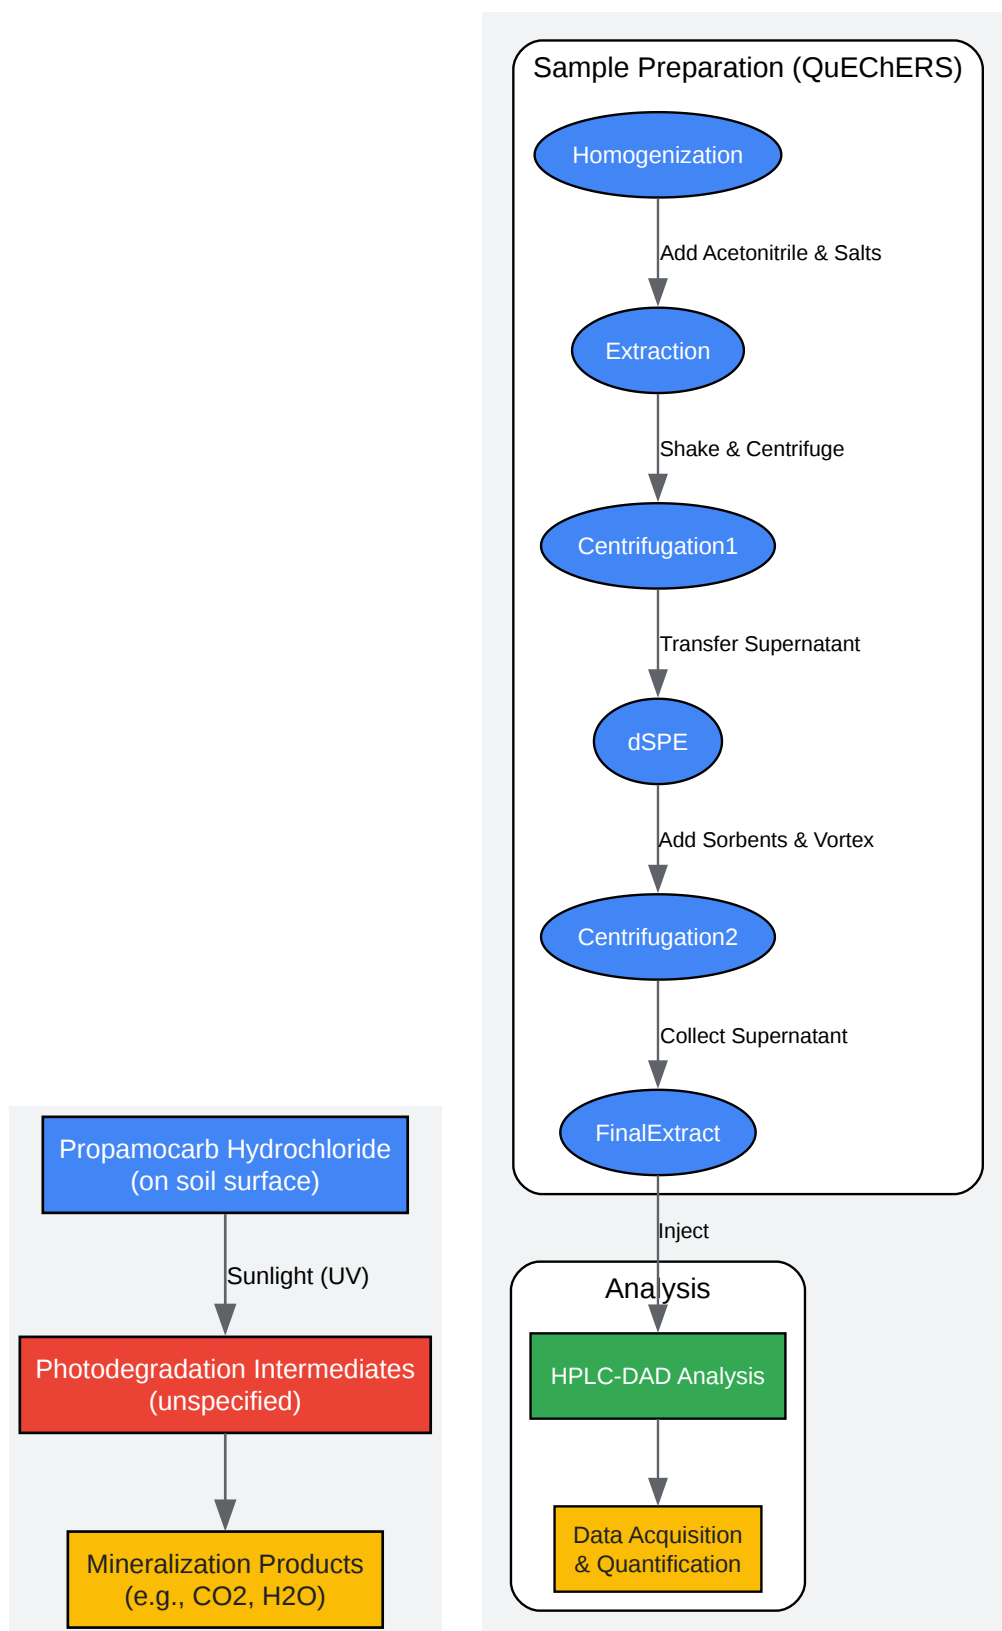 Sample Preparation (QuEChERS)
Homogenization
Add Acetonitrile & Salts
Extraction
Shake & Centrifuge
Centrifugation1
Transfer Supernatant
dSPE
Add Sorbents & Vortex
Centrifugation2
Collect Supernatant
FinalExtract
Inject
Analysis
HPLC-DAD Analysis
Data Acquisition
& Quantification
Propamocarb Hydrochloride
(on soil surface)
Sunlight (UV)
Photodegradation Intermediates
(unspecified)
Mineralization Products
(e.g., CO2, H2O)